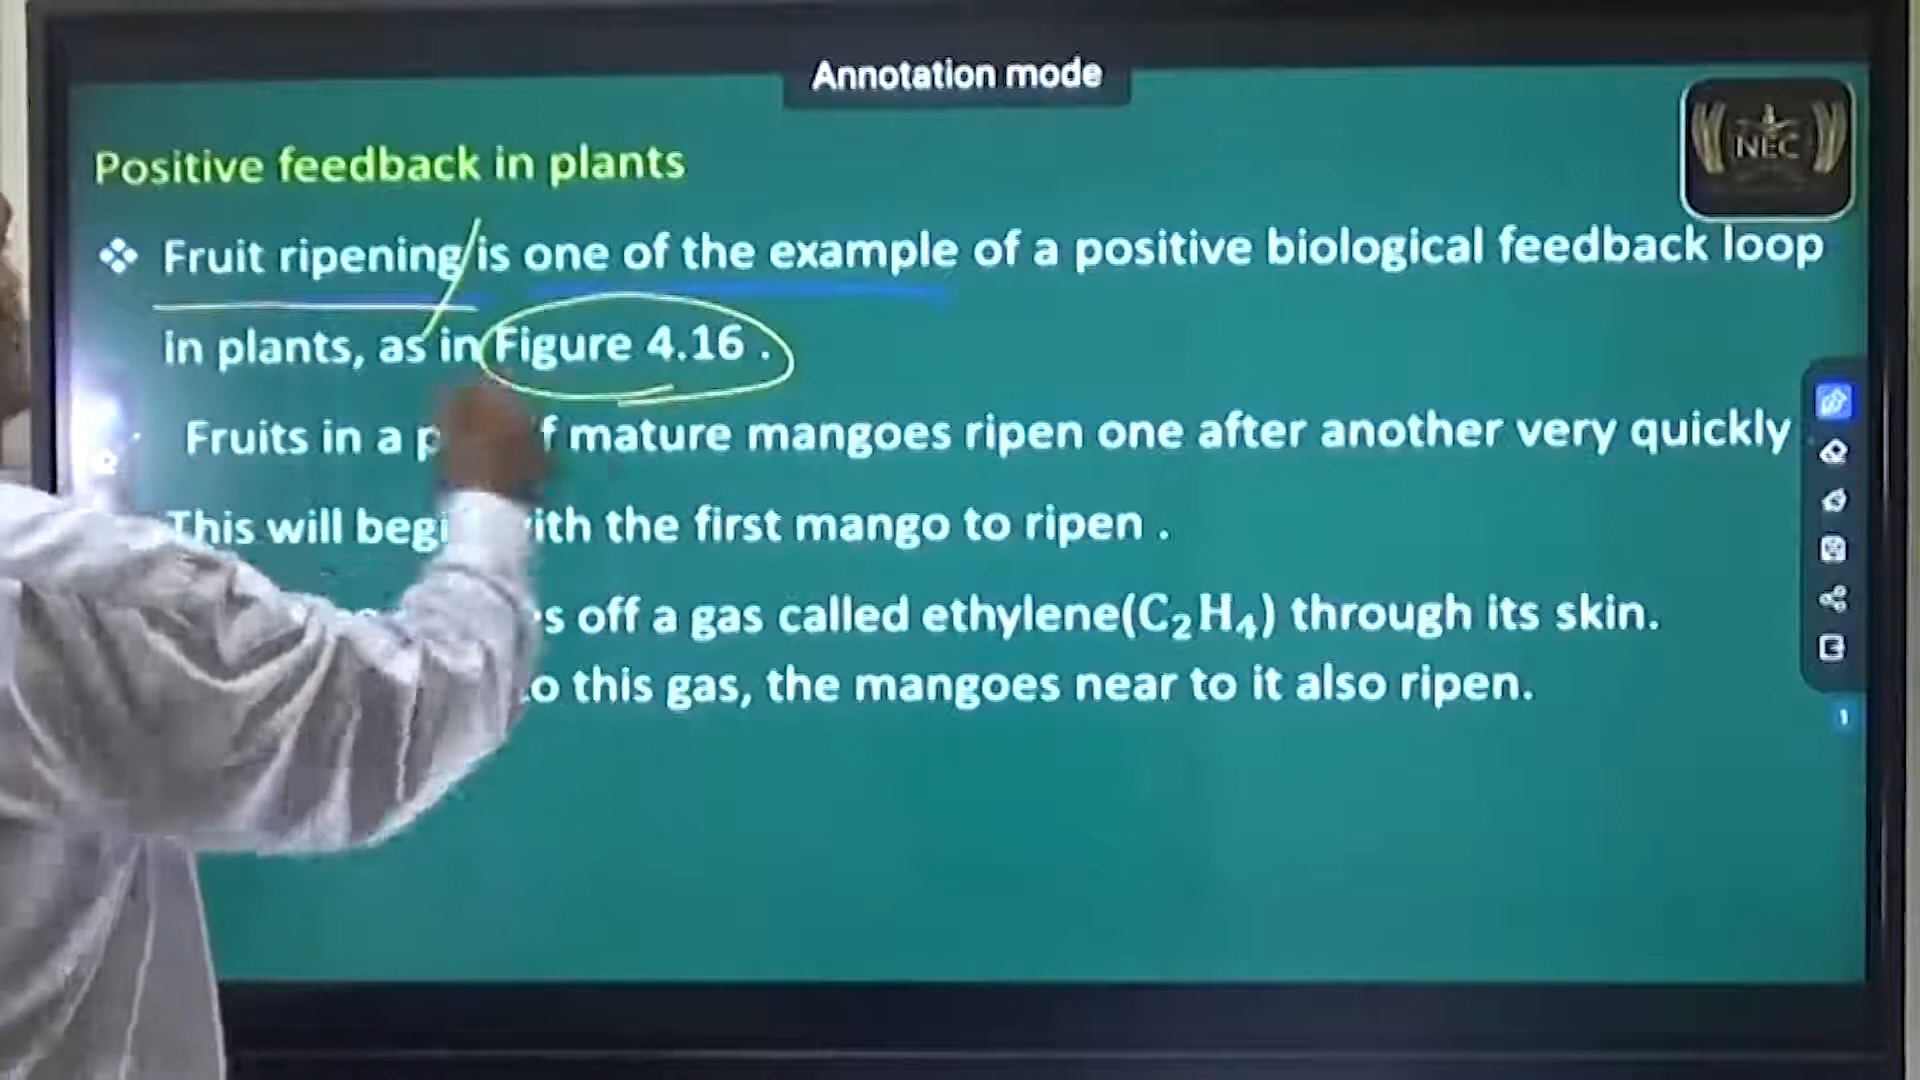 Annotation mode
NEC
Positive feedback in plants
Fruit ripening is one of the example of a positive biological feedback loop
in plants, as in Figure 4.16 .
Fruits in a mature mangoes ripen one after another very quickly
This will with the first mango to ripen .
off a gas called ethylene(C₂H₄) through its skin.
this gas, the mangoes near to it also ripen.
1